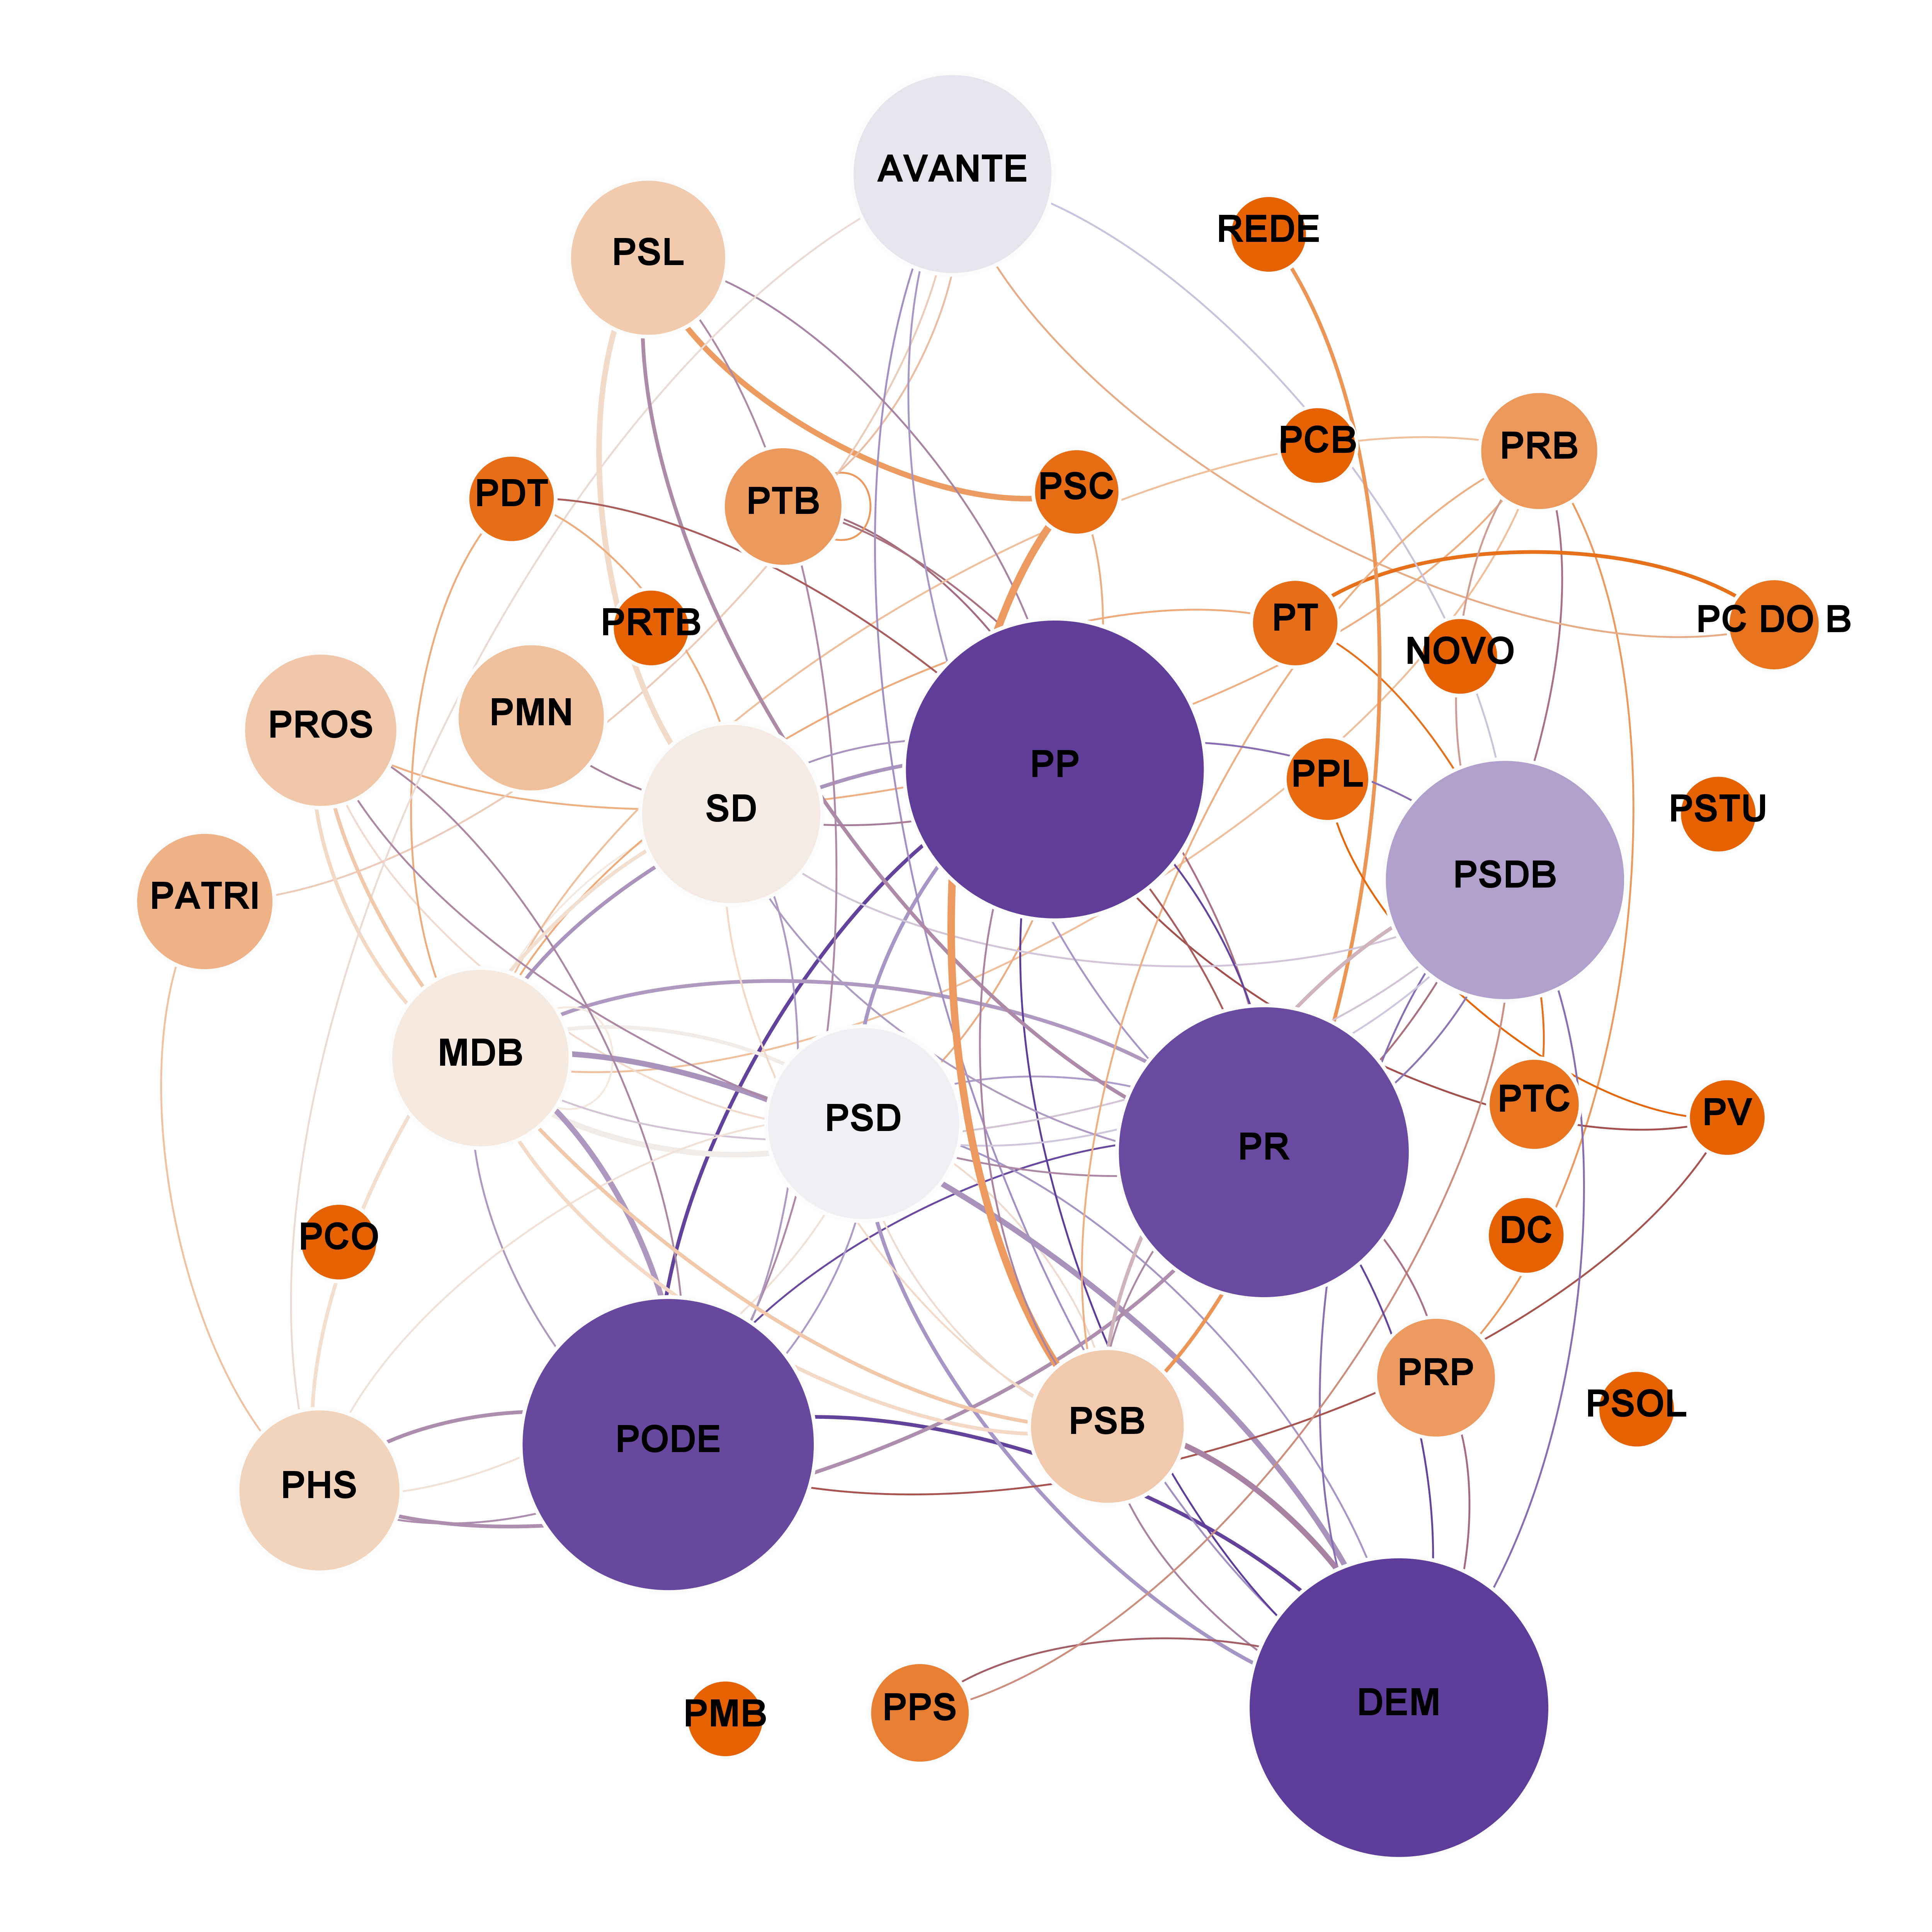 AVANTE
REDE
PSL
PCB
PRB
PSC
PDT
PTB
PT
PC DO B
PRTB
NOVO
PMN
PROS
PP
PPL
SD
PSTU
PSDB
PATRI
MDB
PTC
PV
PSD
PR
DC
PCO
PRP
PSOL
PSB
PODE
PHS
DEM
PPS
PMB